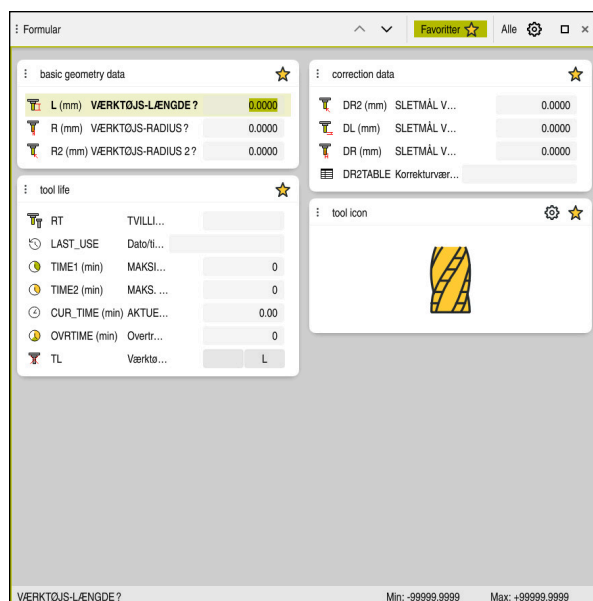 Formular
Favoritter
Alle
basic geometry data
L (mm) VÆRKTØJS-LÆNGDE? 0.0000
R (mm) VÆRKTØJS-RADIUS? 0.0000
R2 (mm) VÆRKTØJS-RADIUS 2? 0.0000
tool life
RT TVILLI...
LAST_USE Dato/ti...
TIME1 (min) MAKSI... 0
TIME2 (min) MAKS. ... 0
CUR_TIME (min) AKTUE... 0.00
OVRTIME (min) Overtr... 0
TL Værktø... L
correction data
DR2 (mm) SLETMÅL V... 0.0000
DL (mm) SLETMÅL V... 0.0000
DR (mm) SLETMÅL V... 0.0000
DR2TABLE Korrekturvær...
tool icon
VÆRKTØJS-LÆNGDE? Min: -99999.9999 Max: +99999.9999